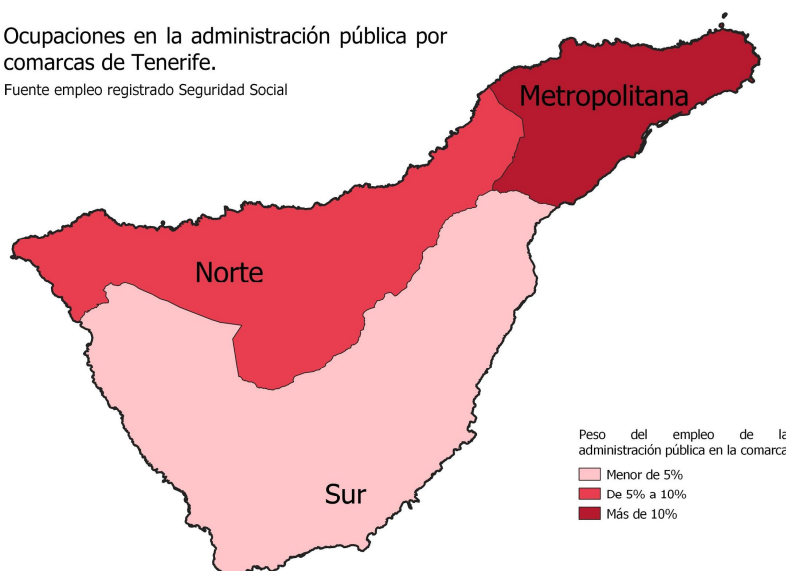 Ocupaciones en la administración pública por
comarcas de Tenerife.
Fuente empleo registrado Seguridad Social
Metropolitana
Norte
Sur
Peso del empleo de la
administración pública en la comarca
Menor de 5%
De 5% a 10%
Más de 10%